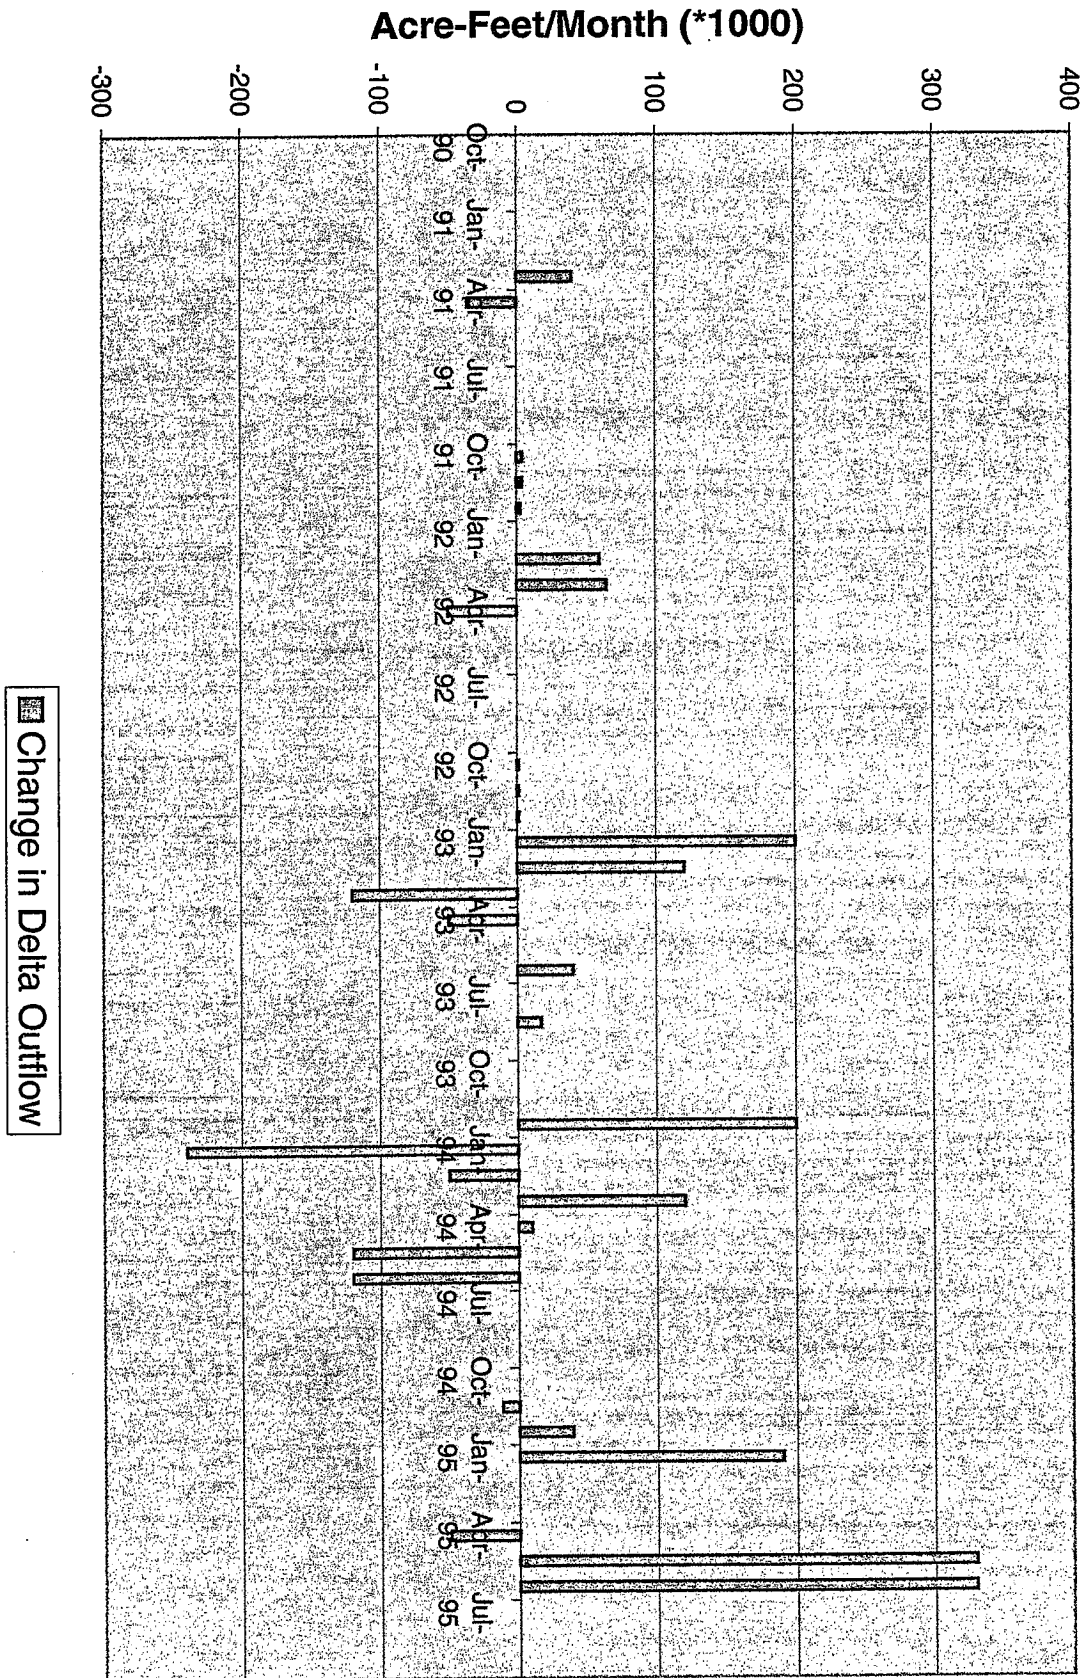 Acre-Feet/Month (*1000)
400
300
200
100
0
-100
-200
-300
Oct-
90
Jan-
91
Apr-
91
Jul-
91
Oct-
91
Jan-
92
Apr-
92
Jul-
92
Oct-
92
Jan-
93
Apr-
93
Jul-
93
Oct-
93
Jan-
94
Apr-
94
Jul-
94
Oct-
94
Jan-
95
Apr-
95
Jul-
95
Change in Delta Outflow